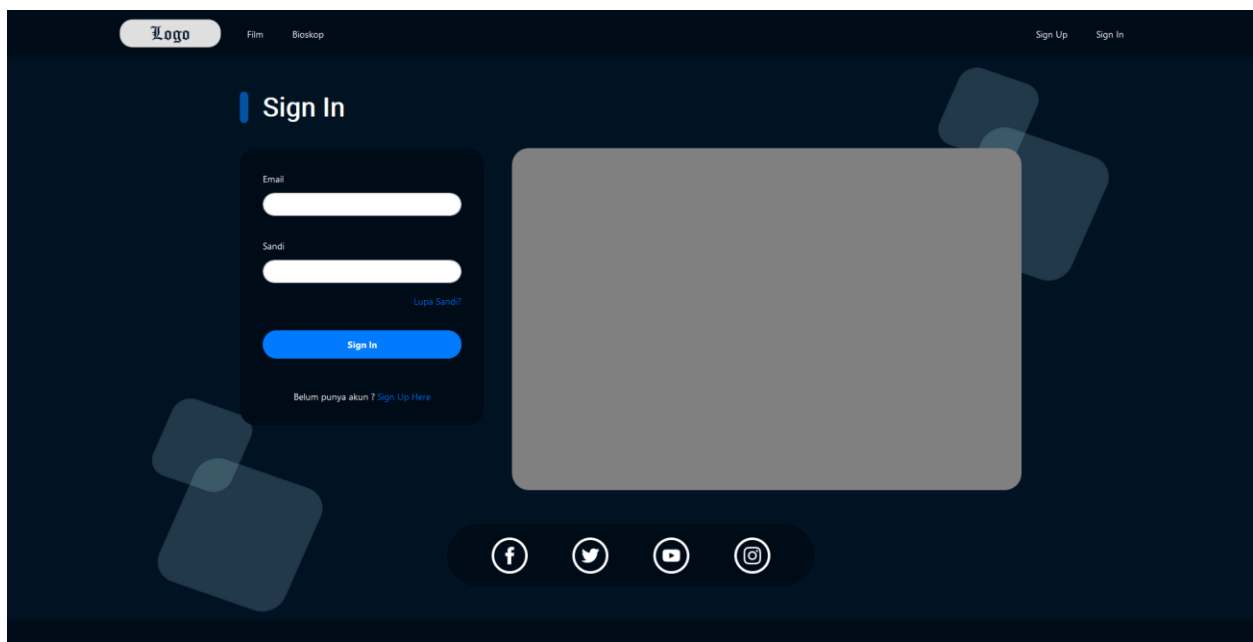 Logo Film Bioskop Sign Up Sign In
Sign In
Email
Sandi
Lupa Sandi?
Sign In
Belum punya akun ? Sign Up Here